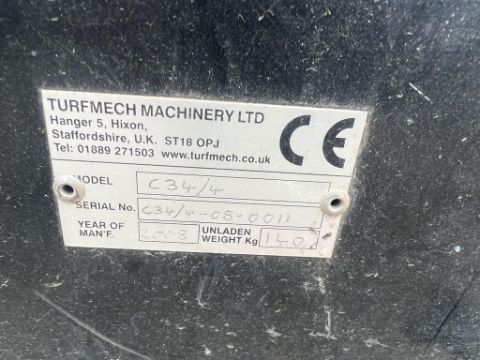 TURFMECH MACHINERY LTD
Hanger 5, Hixon,
Staffordshire, U.K. ST18 OPJ
Tel: 01889 271503 www.turfmech.co.uk
CE
MODEL C34/4
SERIAL No. C34/4-08-0011
YEAR OF MAN'F. 2008 UNLADEN WEIGHT Kg 140